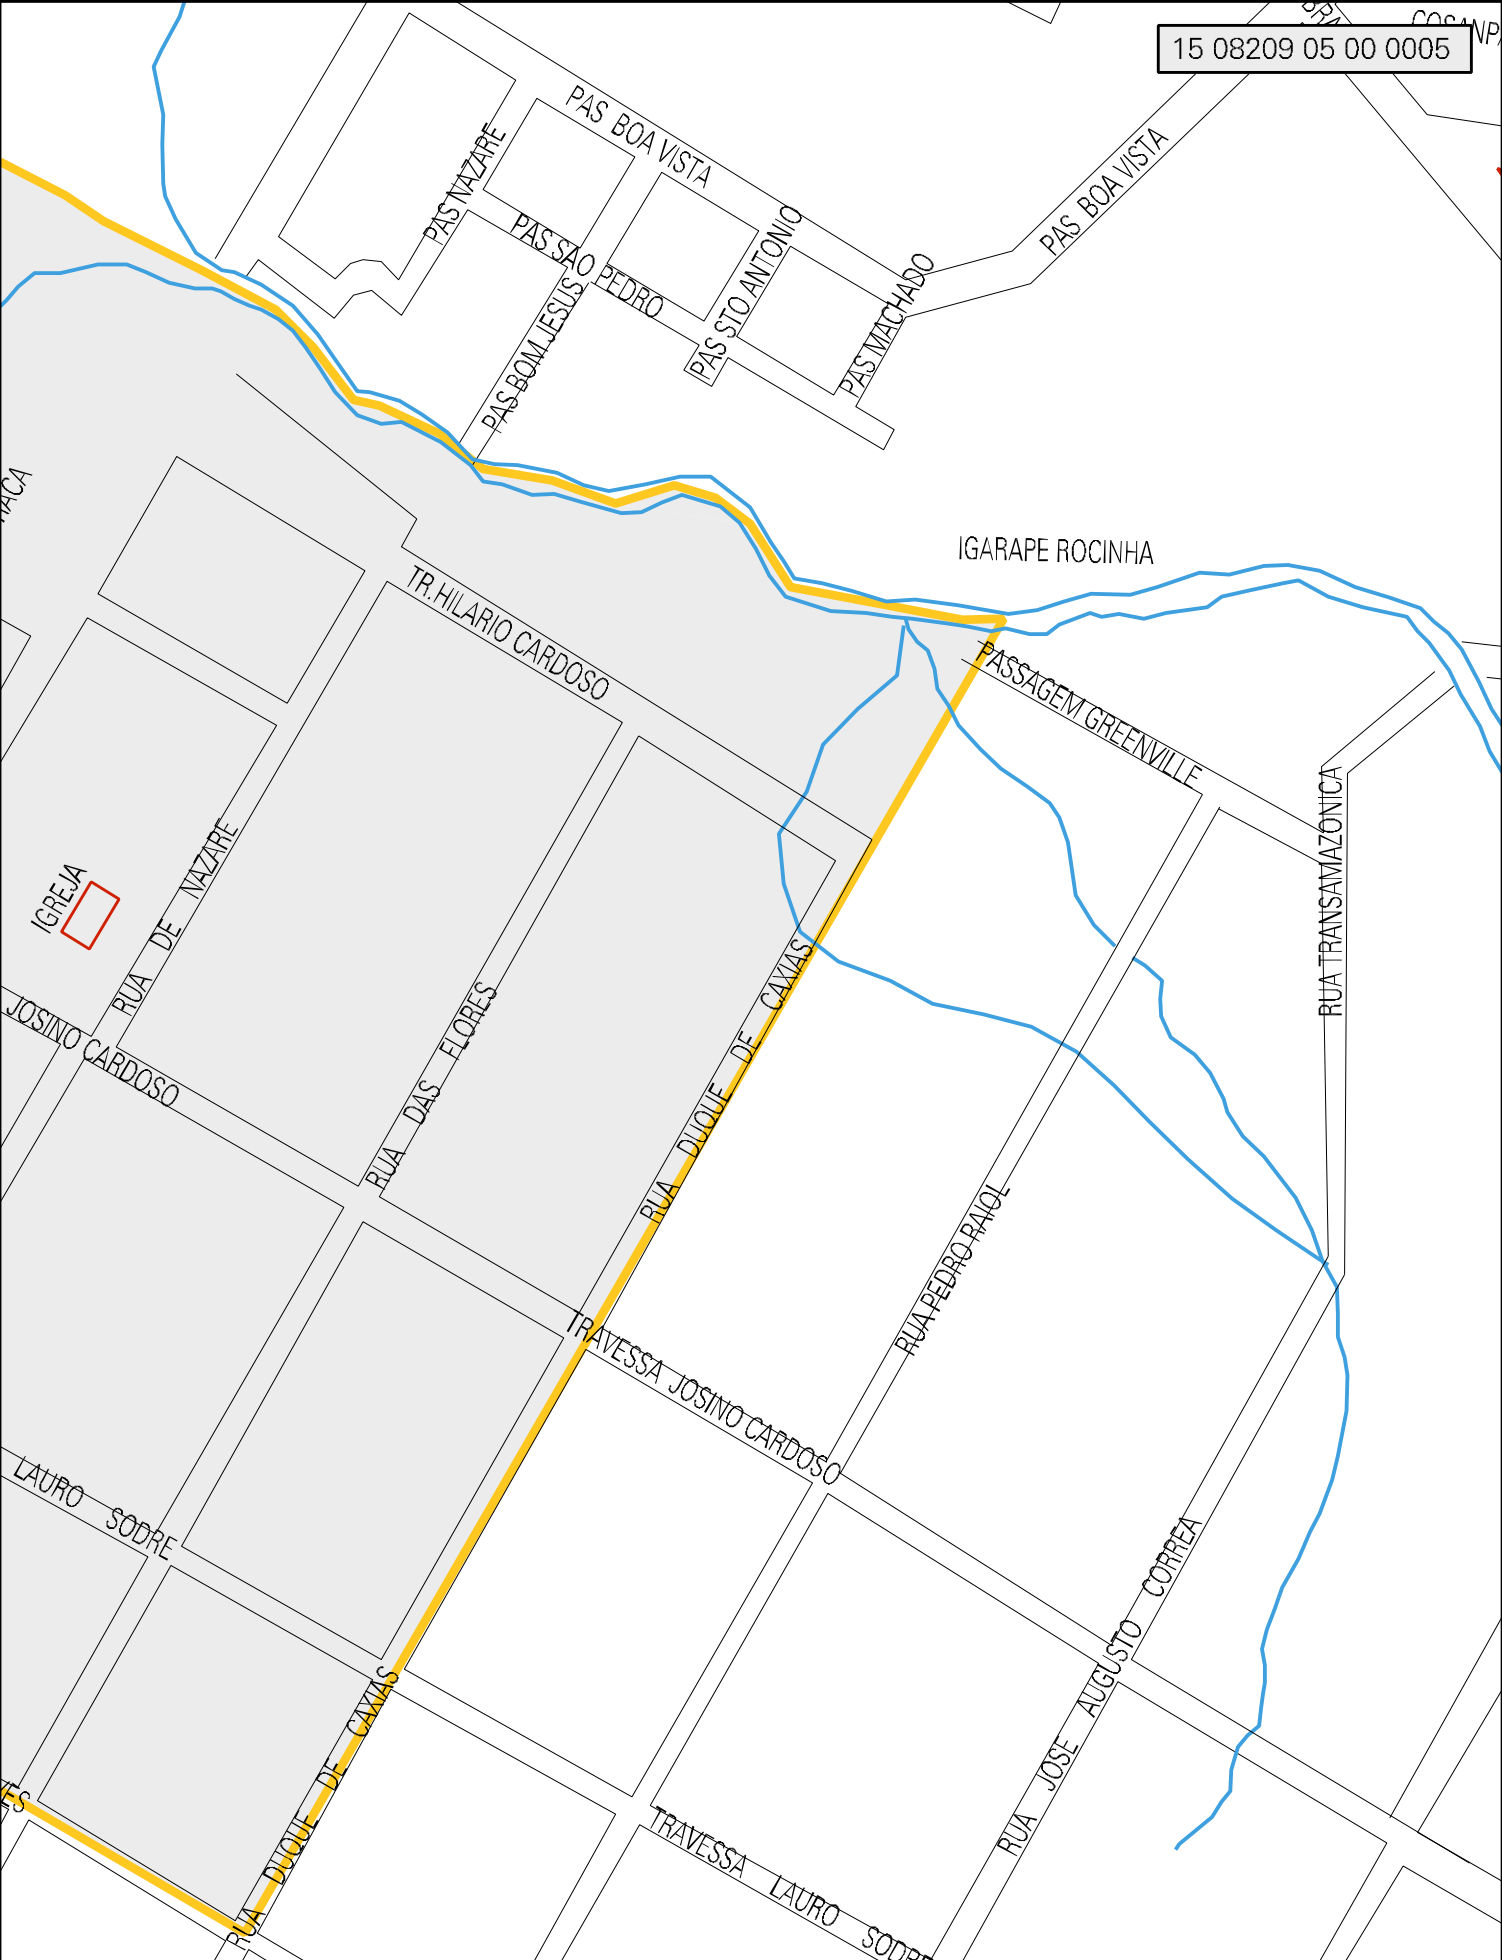 15 08209 05 00 0005
PAS BOA VISTA
PAS BOA VISTA
PAS NAZARE
PAS SAO PEDRO
PAS STO ANTONIO
PAS MACHADO
PAS BOM JESUS
IGARAPE ROCINHA
TR.HILARIO CARDOSO
PASSAGEM GREENVILLE
RUA TRANSAMAZONICA
IGREJA
RUA DE NAZARE
JOSINO CARDOSO
RUA DAS FLORES
RUA DUQUE DE CAXIAS
RUA PEDRO RAIOL
TRAVESSA JOSINO CARDOSO
LAURO SODRE
RUA JOSE AUGUSTO CORREA
RUA DUQUE DE CAXIAS
TRAVESSA LAURO SODRE